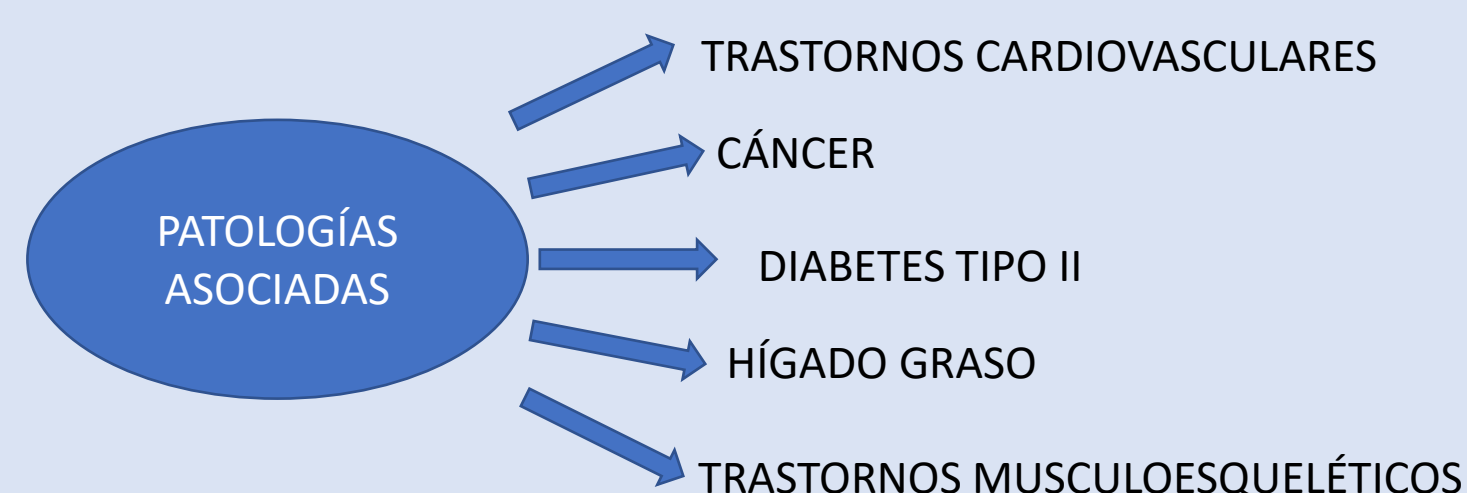 PATOLOGÍAS
ASOCIADAS
TRASTORNOS CARDIOVASCULARES
CÁNCER
DIABETES TIPO II
HÍGADO GRASO
TRASTORNOS MUSCULOESQUELÉTICOS